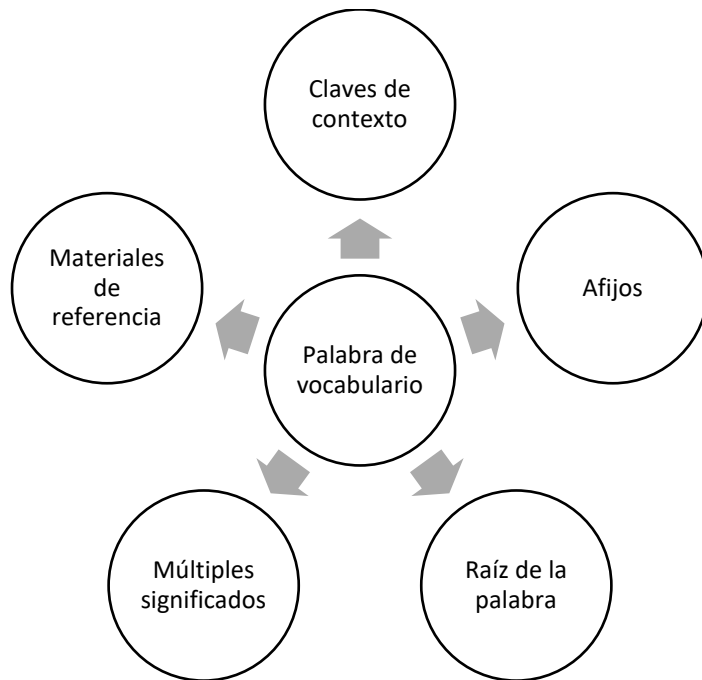 Claves de
contexto
Materiales
de
referencia
Afijos
Palabra de
vocabulario
Múltiples
significados
Raíz de la
palabra